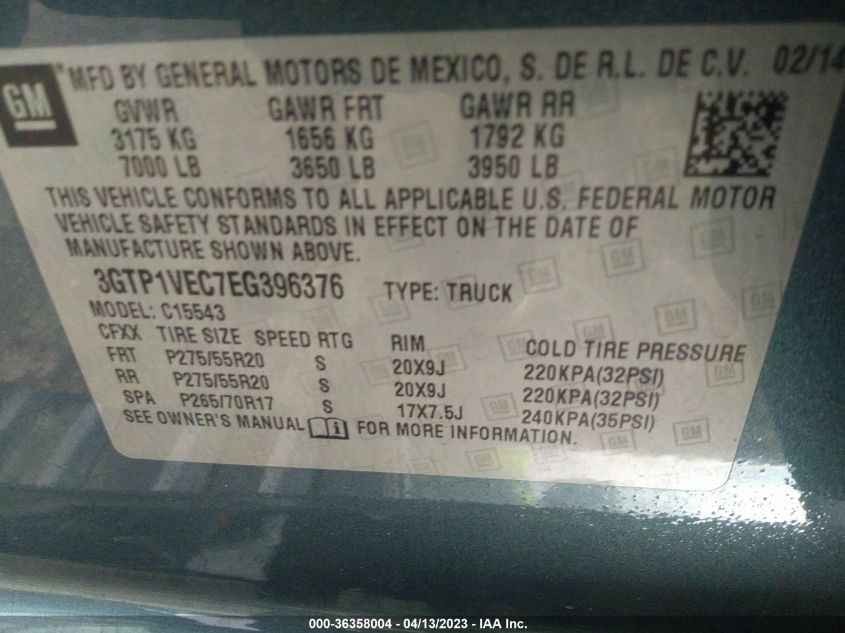 GM
MFD BY GENERAL MOTORS DE MEXICO, S. DE R.L. DE C.V. 02/14
GVWR GAWR FRT GAWR RR
3175 KG 1656 KG 1792 KG
7000 LB 3650 LB 3950 LB
THIS VEHICLE CONFORMS TO ALL APPLICABLE U.S. FEDERAL MOTOR
VEHICLE SAFETY STANDARDS IN EFFECT ON THE DATE OF
MANUFACTURE SHOWN ABOVE.
3GTP1VEC7EG396376 TYPE: TRUCK
MODEL: C15543
CFXX TIRE SIZE SPEED RTG RIM COLD TIRE PRESSURE
FRT P275/55R20 S 20X9J 220KPA(32PSI)
RR P275/55R20 S 20X9J 220KPA(32PSI)
SPA P265/70R17 S 17X7.5J 240KPA(35PSI)
SEE OWNER'S MANUAL FOR MORE INFORMATION.
000-36358004 - 04/13/2023 - IAA Inc.